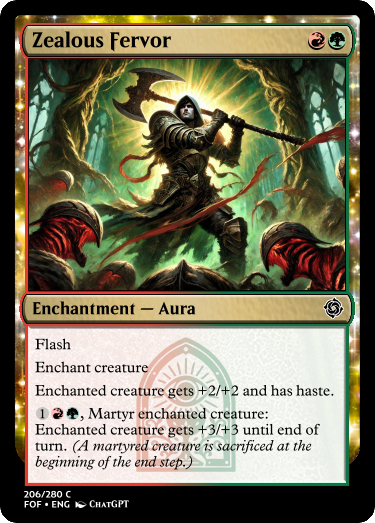 Zealous Fervor
Enchantment — Aura
Flash
Enchant creature
Enchanted creature gets +2/+2 and has haste.
1, Martyr enchanted creature:
Enchanted creature gets +3/+3 until end of
turn. (A martyred creature is sacrificed at the
beginning of the end step.)
206/280 C
FOF • ENG ChatGPT